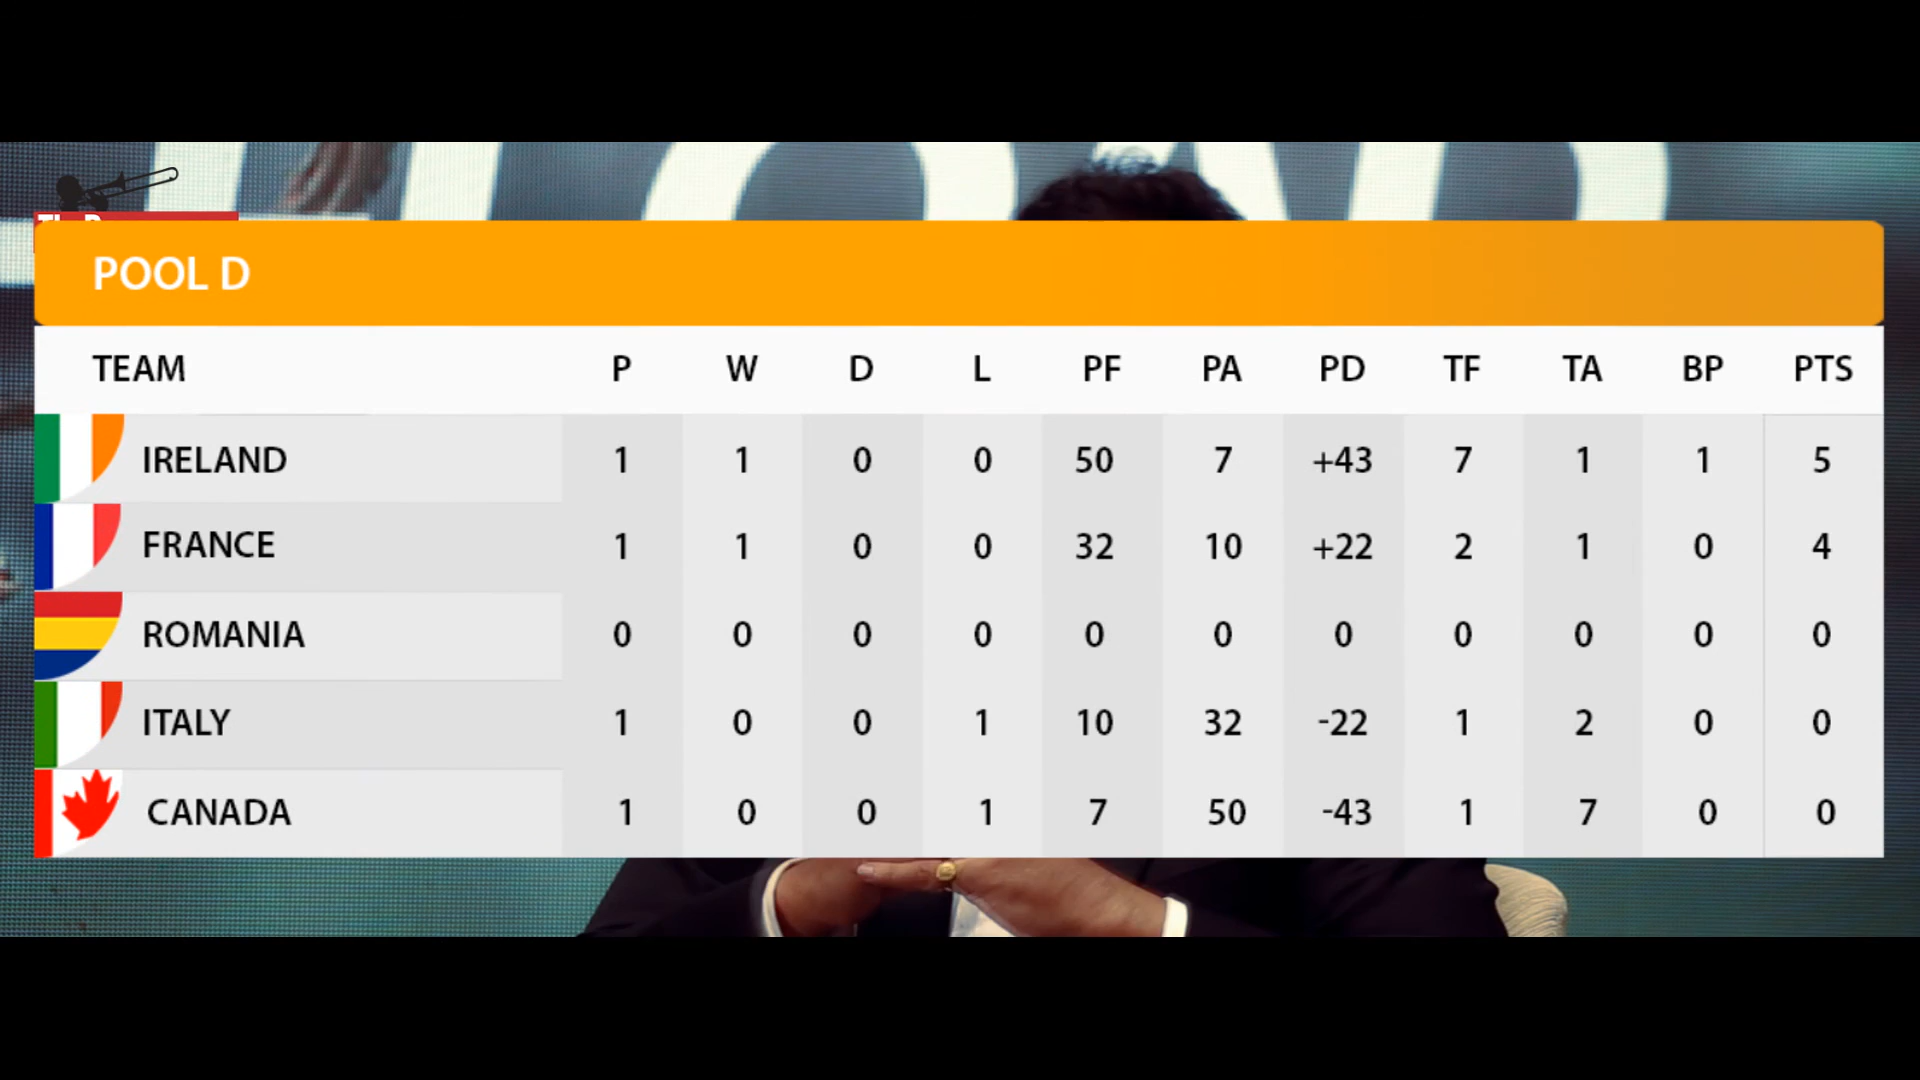 POOL D
TEAM P W D L PF PA PD TF TA BP PTS
IRELAND 1 1 0 0 50 7 +43 7 1 1 5
FRANCE 1 1 0 0 32 10 +22 2 1 0 4
ROMANIA 0 0 0 0 0 0 0 0 0 0 0
ITALY 1 0 0 1 10 32 -22 1 2 0 0
CANADA 1 0 0 1 7 50 -43 1 7 0 0